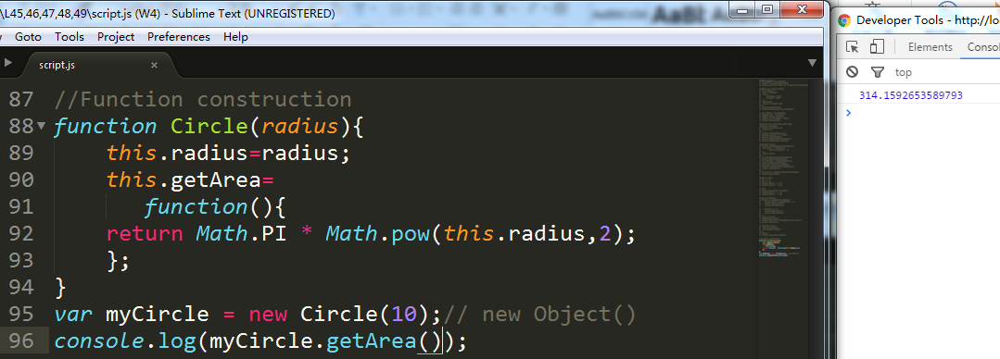 \L45,46,47,48,49\script.js (W4) - Sublime Text (UNREGISTERED)
Goto Tools Project Preferences Help
script.js
87 //Function construction
88 function Circle(radius){
89 this.radius=radius;
90 this.getArea=
91 function(){
92 return Math.PI * Math.pow(this.radius,2);
93 };
94 }
95 var myCircle = new Circle(10);// new Object()
96 console.log(myCircle.getArea());
Developer Tools - http://lo
Elements Conso
top
314.1592653589793